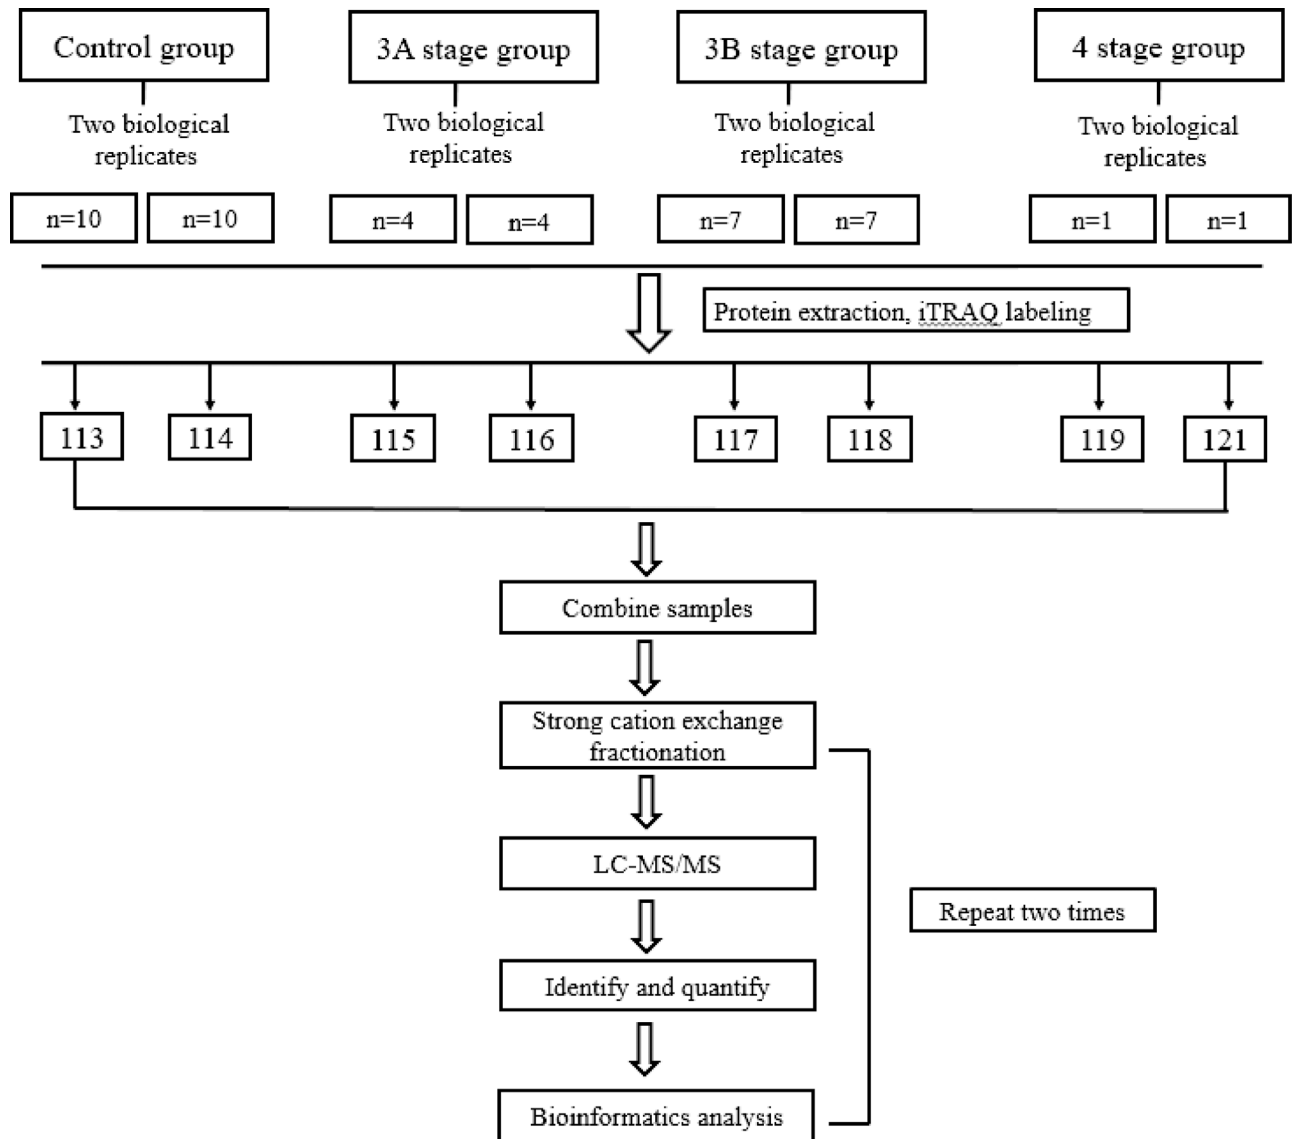 Control group
3A stage group
3B stage group
4 stage group
Two biological
replicates
Two biological
replicates
Two biological
replicates
Two biological
replicates
n=10
n=10
n=4
n=4
n=7
n=7
n=1
n=1
Protein extraction, iTRAQ labeling
113
114
115
116
117
118
119
121
Combine samples
Strong cation exchange
fractionation
LC-MS/MS
Repeat two times
Identify and quantify
Bioinformatics analysis